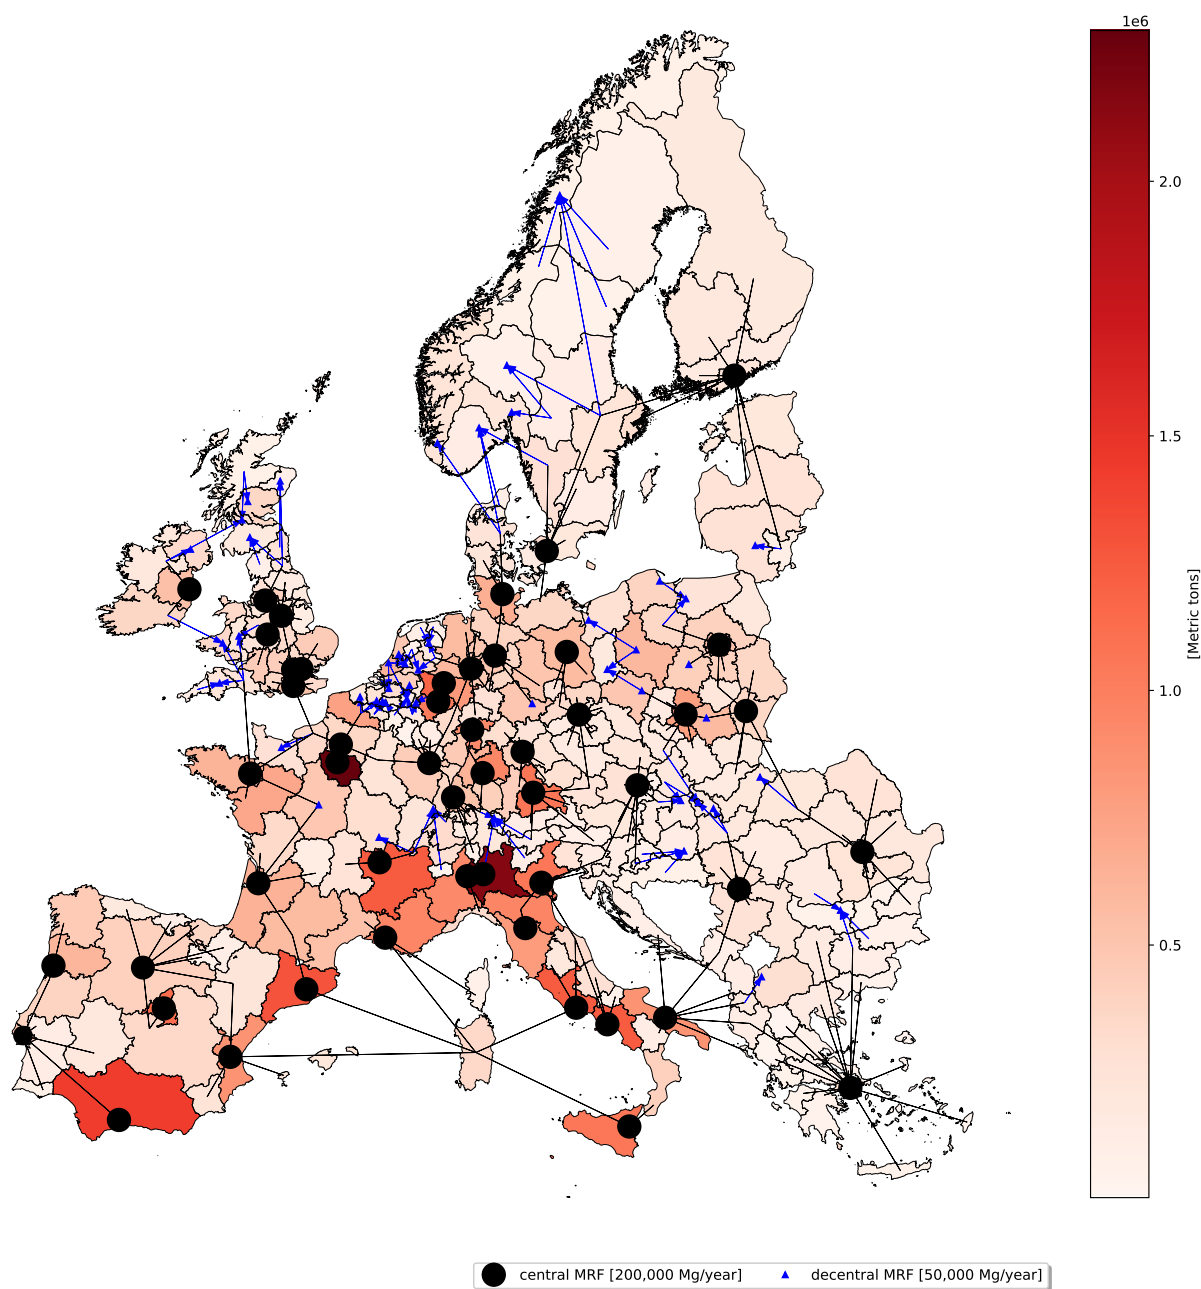 1e6
2.0
1.5
1.0
0.5
[Metric tons]
central MRF [200,000 Mg/year]
decentral MRF [50,000 Mg/year]